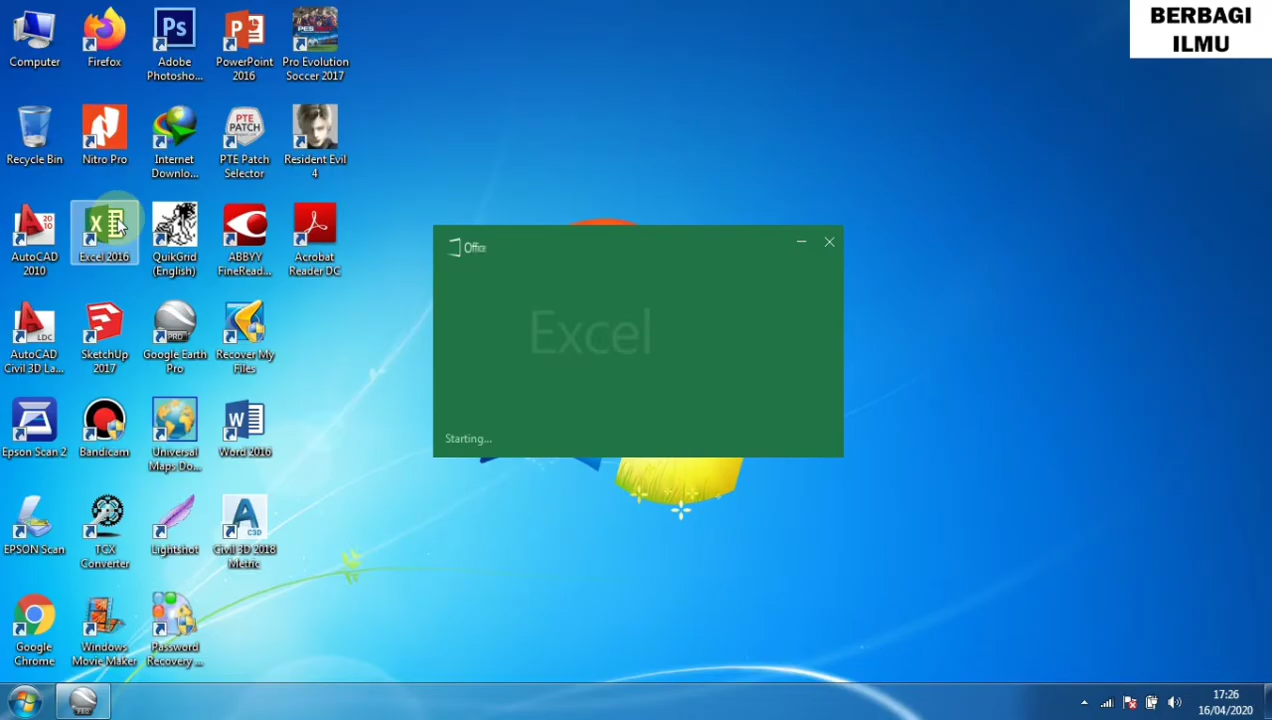 BERBAGI
ILMU
Computer
Firefox
Adobe
Photosho...
PowerPoint
2016
Pro Evolution
Soccer 2017
Recycle Bin
Nitro Pro
Internet
Downlo...
PTE Patch
Selector
Resident Evil
4
AutoCAD
2010
Excel 2016
QuikGrid
(English)
ABBYY
FineRead...
Acrobat
Reader DC
AutoCAD
Civil 3D La...
SketchUp
2017
Google Earth
Pro
Recover My
Files
Epson Scan 2
Bandicam
Universal
Maps Do...
Word 2016
EPSON Scan
TCX
Converter
Lightshot
Civil 3D 2018
Metric
Google
Chrome
Windows
Movie Maker
Password
Recovery ...
Office
Excel
Starting...
17:26
16/04/2020